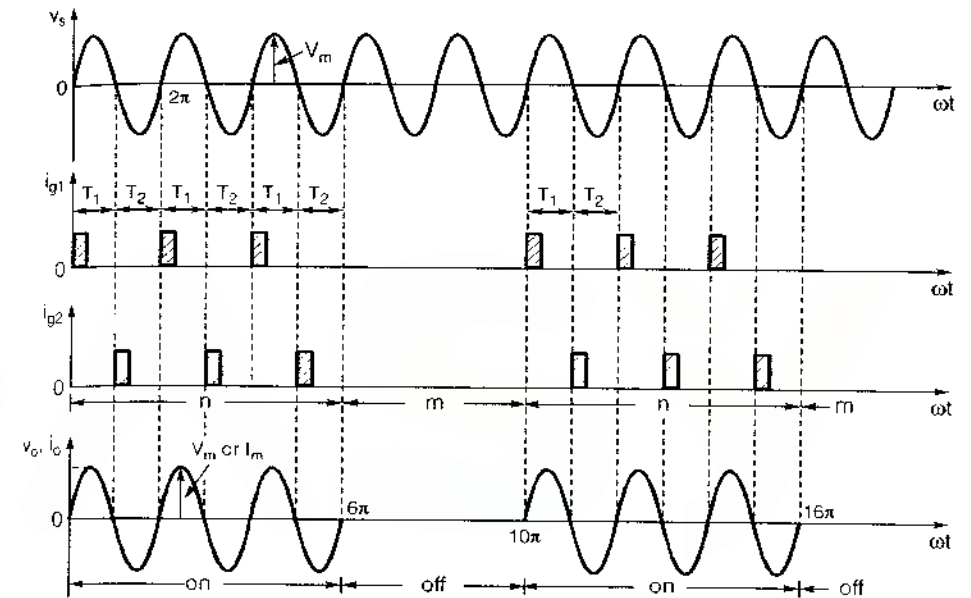 vs
Vm
0
2π
ωt
ig1
T1 T2 T1 T2 T1 T2
T1 T2
0
ωt
ig2
0
n m n m
ωt
vo, io
Vm or Im
0
6π
10π
16π
ωt
on off on off